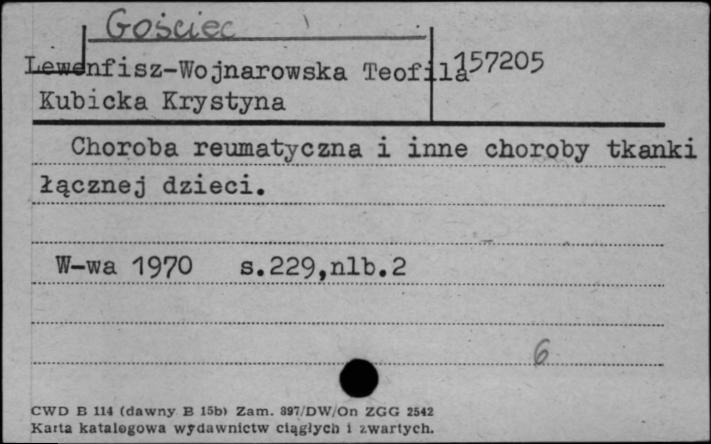 Gościec
Lewenfisz-Wojnarowska Teofila 157205
Kubicka Krystyna
Choroba reumatyczna i inne choroby tkanki
łącznej dzieci.
W-wa 1970 s.229,nlb.2
6
CWD B 114 (dawny B 15b) Zam. 897/DW/On ZGG 2542
Karta katalogowa wydawnictw ciągłych i zwartych.